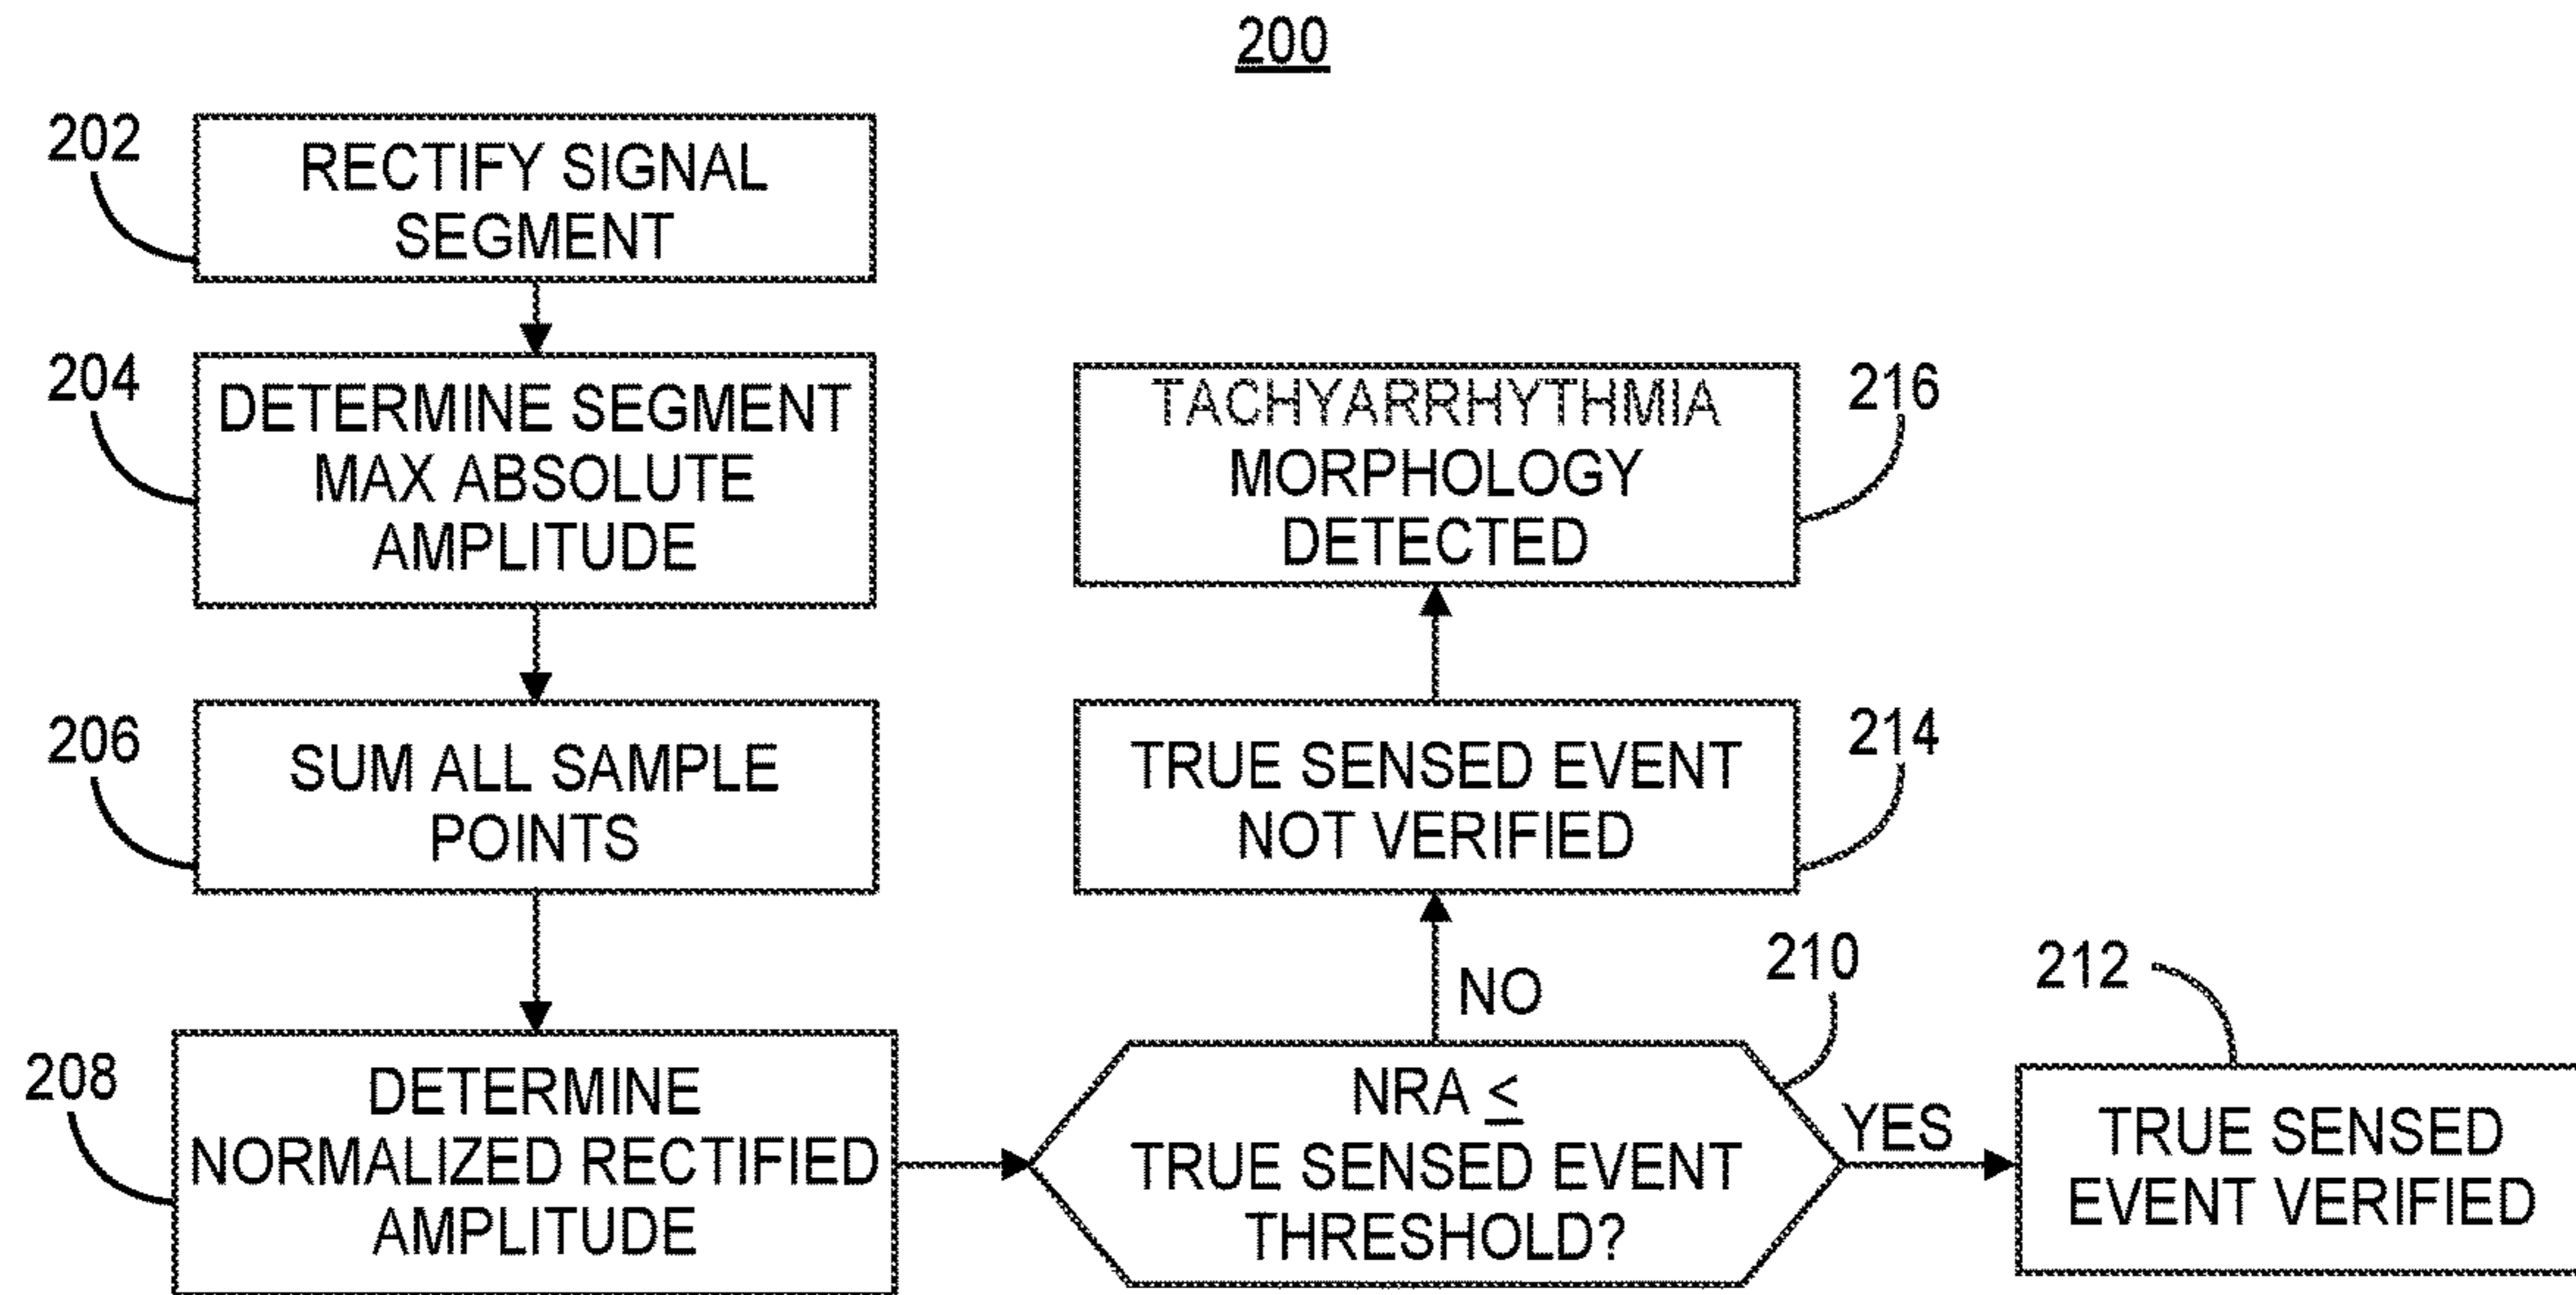 200
202
RECTIFY SIGNAL
SEGMENT
204
DETERMINE SEGMENT
MAX ABSOLUTE
AMPLITUDE
206
SUM ALL SAMPLE
POINTS
208
DETERMINE
NORMALIZED RECTIFIED
AMPLITUDE
216
TACHYARRHYTHMIA
MORPHOLOGY
DETECTED
214
TRUE SENSED EVENT
NOT VERIFIED
NO
210
NRA ≤
TRUE SENSED EVENT
THRESHOLD?
YES
212
TRUE SENSED
EVENT VERIFIED